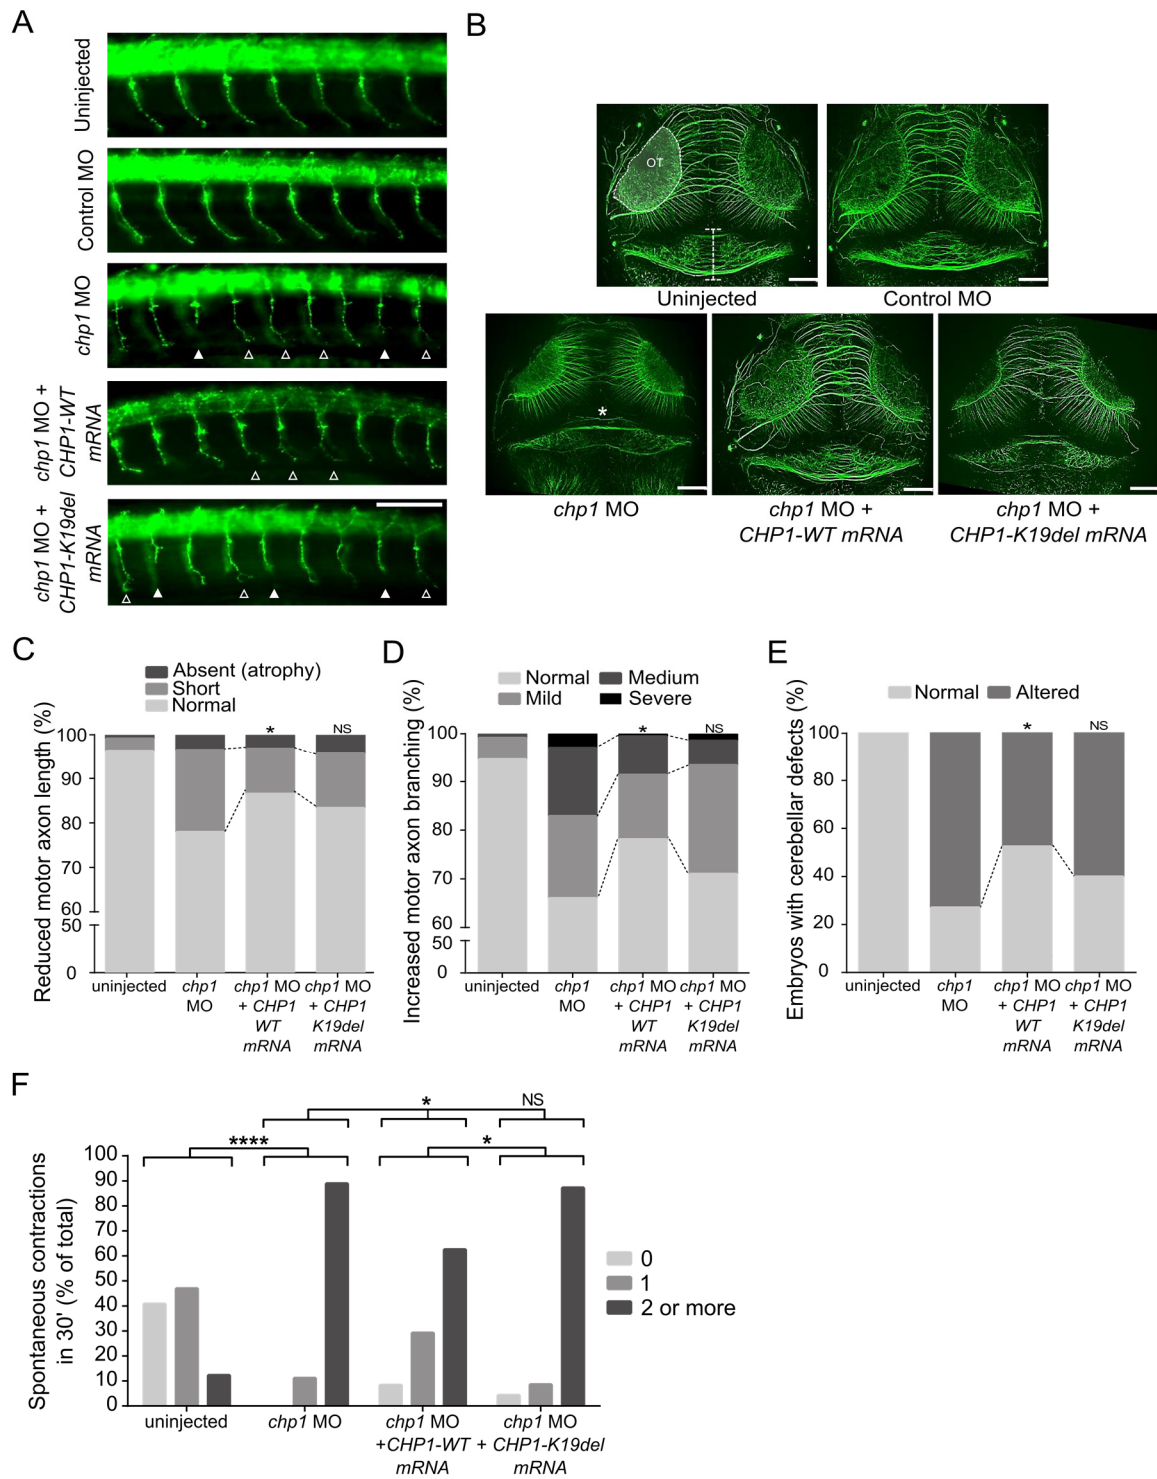 A
Uninjected
Control MO
chp1 MO
chp1 MO +
CHP1-WT
mRNA
chp1 MO +
CHP1-K19del
mRNA
B
OT
Uninjected
Control MO
*
chp1 MO
chp1 MO +
CHP1-WT mRNA
chp1 MO +
CHP1-K19del mRNA
C
Absent (atrophy)
Short
Normal
Reduced motor axon length (%)
100
90
80
70
60
50
0
* NS
uninjected
chp1
MO
chp1 MO
+ CHP1
WT
mRNA
chp1 MO
+ CHP1
K19del
mRNA
D
Normal Medium
Mild Severe
Increased motor axon branching (%)
100
90
80
70
60
50
0
* NS
uninjected
chp1
MO
chp1 MO
+ CHP1
WT
mRNA
chp1 MO
+ CHP1
K19del
mRNA
E
Normal Altered
Embryos with cerebellar defects (%)
100
80
60
40
20
0
* NS
uninjected
chp1
MO
chp1 MO
+ CHP1
WT
mRNA
chp1 MO
+ CHP1
K19del
mRNA
F
* NS
**** *
Spontaneous contractions
in 30' (% of total)
100
90
80
70
60
50
40
30
20
10
0
uninjected
chp1 MO
chp1 MO
+CHP1-WT
mRNA
chp1 MO
+ CHP1-K19del
mRNA
0
1
2 or more